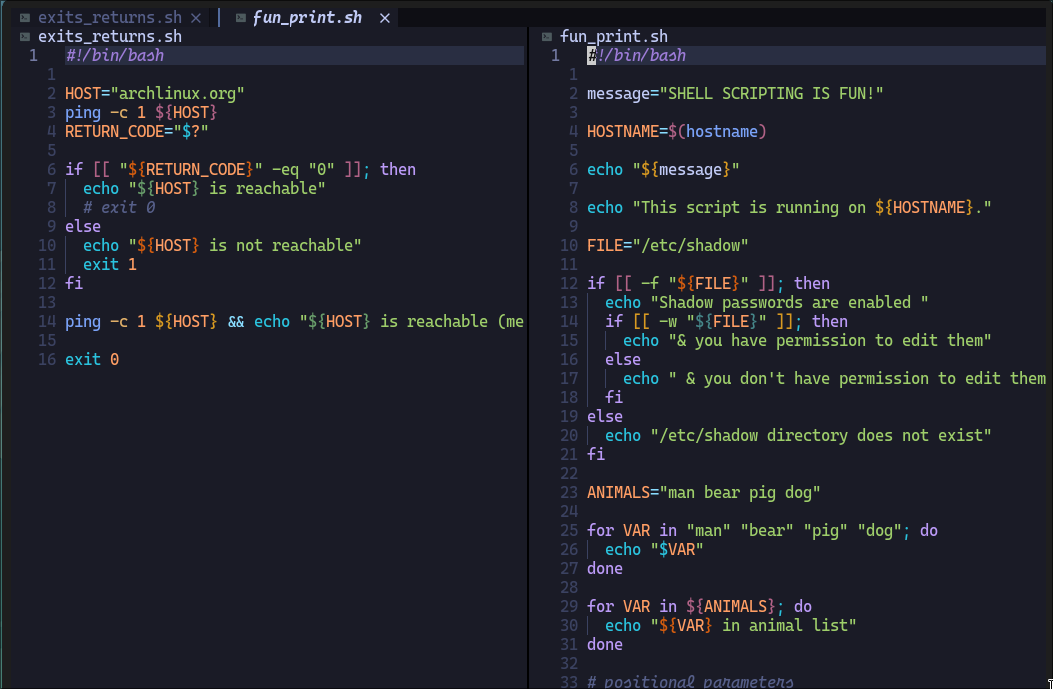 exits_returns.sh × fun_print.sh ×
exits_returns.sh
1 #!/bin/bash
1
2 HOST="archlinux.org"
3 ping -c 1 ${HOST}
4 RETURN_CODE="$?"
5
6 if [[ "${RETURN_CODE}" -eq "0" ]]; then
7 echo "${HOST} is reachable"
8 # exit 0
9 else
10 echo "${HOST} is not reachable"
11 exit 1
12 fi
13
14 ping -c 1 ${HOST} && echo "${HOST} is reachable (me
15
16 exit 0
fun_print.sh
1 #!/bin/bash
1
2 message="SHELL SCRIPTING IS FUN!"
3
4 HOSTNAME=$(hostname)
5
6 echo "${message}"
7
8 echo "This script is running on ${HOSTNAME}."
9
10 FILE="/etc/shadow"
11
12 if [[ -f "${FILE}" ]]; then
13 echo "Shadow passwords are enabled "
14 if [[ -w "${FILE}" ]]; then
15 echo "& you have permission to edit them"
16 else
17 echo " & you don't have permission to edit them
18 fi
19 else
20 echo "/etc/shadow directory does not exist"
21 fi
22
23 ANIMALS="man bear pig dog"
24
25 for VAR in "man" "bear" "pig" "dog"; do
26 echo "$VAR"
27 done
28
29 for VAR in ${ANIMALS}; do
30 echo "${VAR} in animal list"
31 done
32
33 # positional parameters